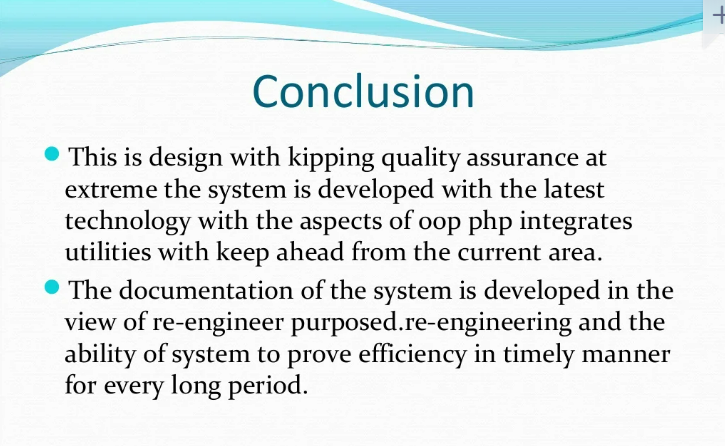 Conclusion
This is design with kipping quality assurance at
extreme the system is developed with the latest
technology with the aspects of oop php integrates
utilities with keep ahead from the current area.
The documentation of the system is developed in the
view of re-engineer purposed.re-engineering and the
ability of system to prove efficiency in timely manner
for every long period.